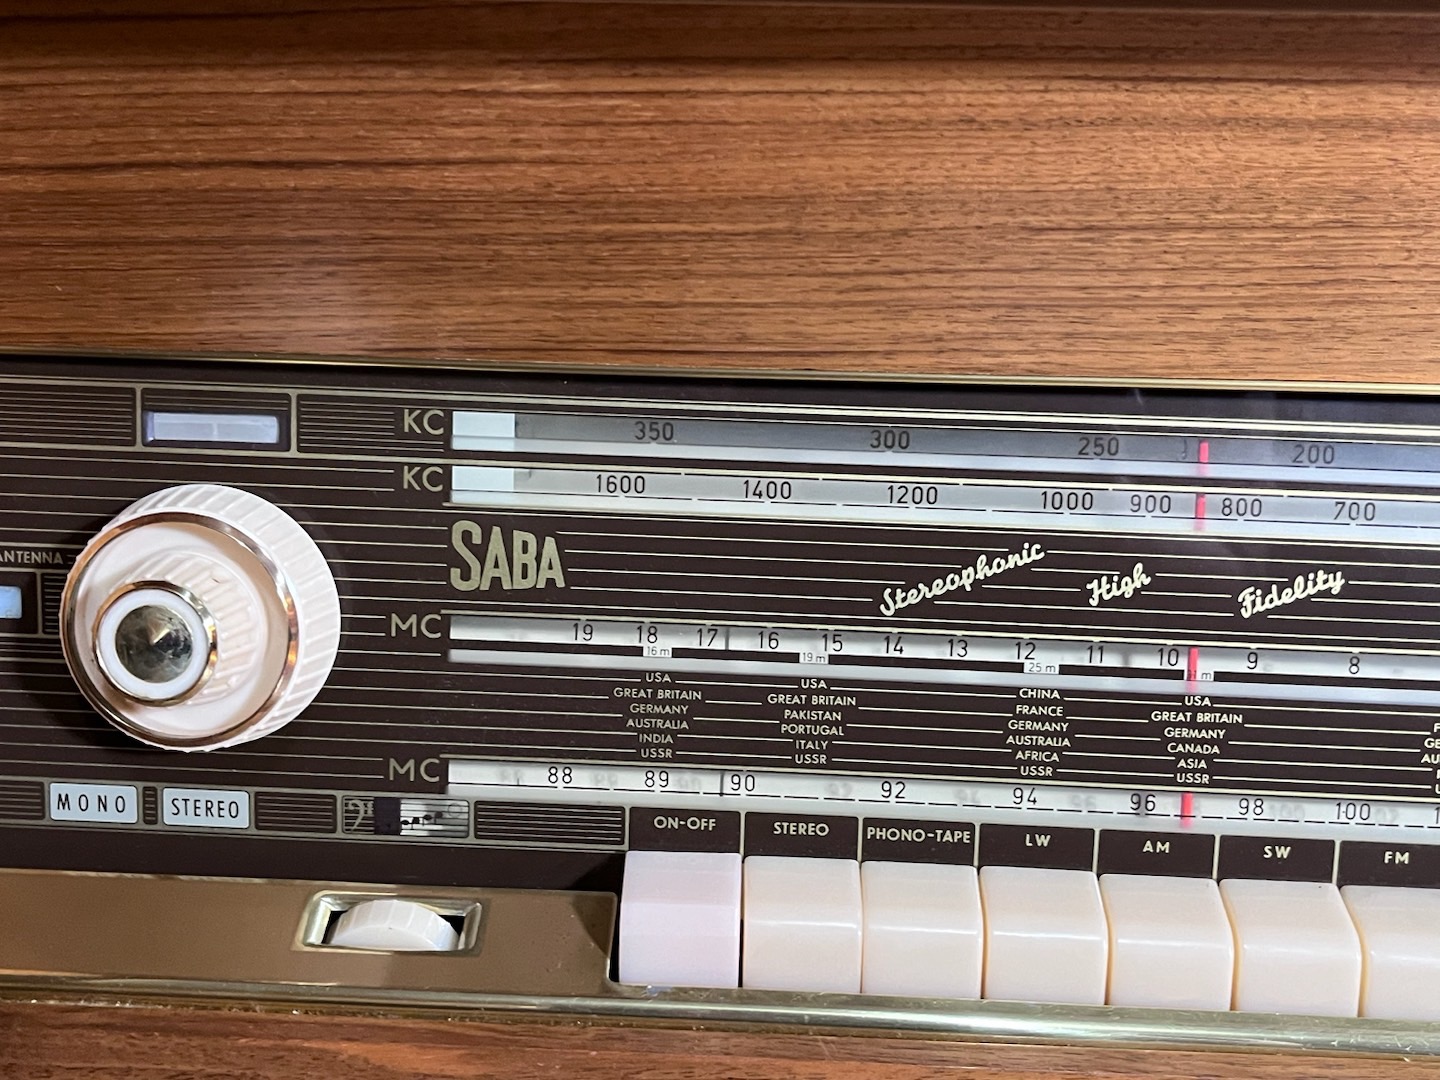 KC 350 300 250 200
KC 1600 1400 1200 1000 900 800 700
ANTENNA
SABA
Stereophonic High Fidelity
MC 19 18 17 16 15 14 13 12 11 10 9 8
16 m 19 m 25 m
USA USA CHINA USA
GREAT BRITAIN GREAT BRITAIN FRANCE GREAT BRITAIN
GERMANY PAKISTAN GERMANY GERMANY
AUSTRALIA PORTUGAL AUSTRALIA CANADA
INDIA ITALY AFRICA ASIA
USSR USSR USSR USSR
MC 88 89 90 92 94 96 98 100
MONO STEREO
ON-OFF STEREO PHONO-TAPE LW AM SW FM